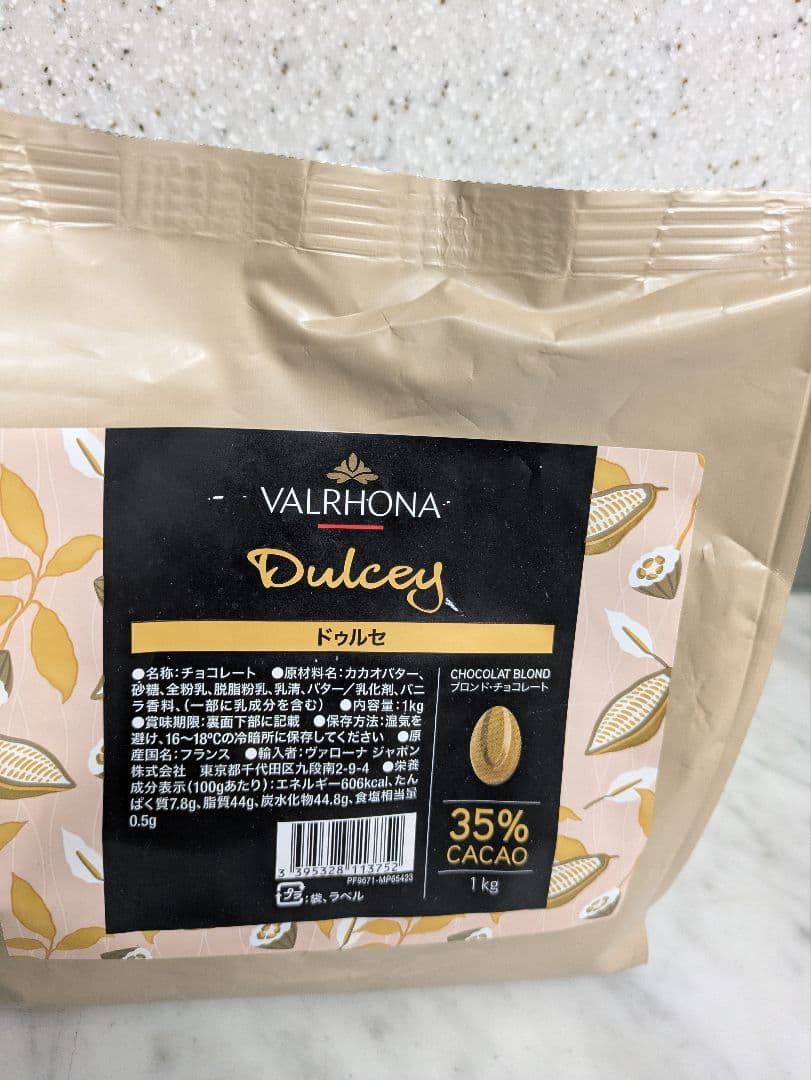 VALRHONA
Dulcey
ドゥルセ
●名称:チョコレート ●原材料名:カカオバター、
砂糖、全粉乳、脱脂粉乳、乳清、バター/乳化剤、バニ
ラ香料、(一部に乳成分を含む) ●内容量:1kg
●賞味期限:裏面下部に記載 ●保存方法:湿気を
避け、16〜18℃の冷暗所に保存してください ●原
産国名:フランス ●輸入者:ヴァローナ ジャポン
株式会社 東京都千代田区九段南2-9-4 ●栄養
成分表示(100gあたり):エネルギー606kcal、たん
ぱく質7.8g、脂質44g、炭水化物44.8g、食塩相当量
0.5g
3 395328 113752
PF9671-MP65423
プラ:袋、ラベル
CHOCOLAT BLOND
ブロンド・チョコレート
35%
CACAO
1 kg